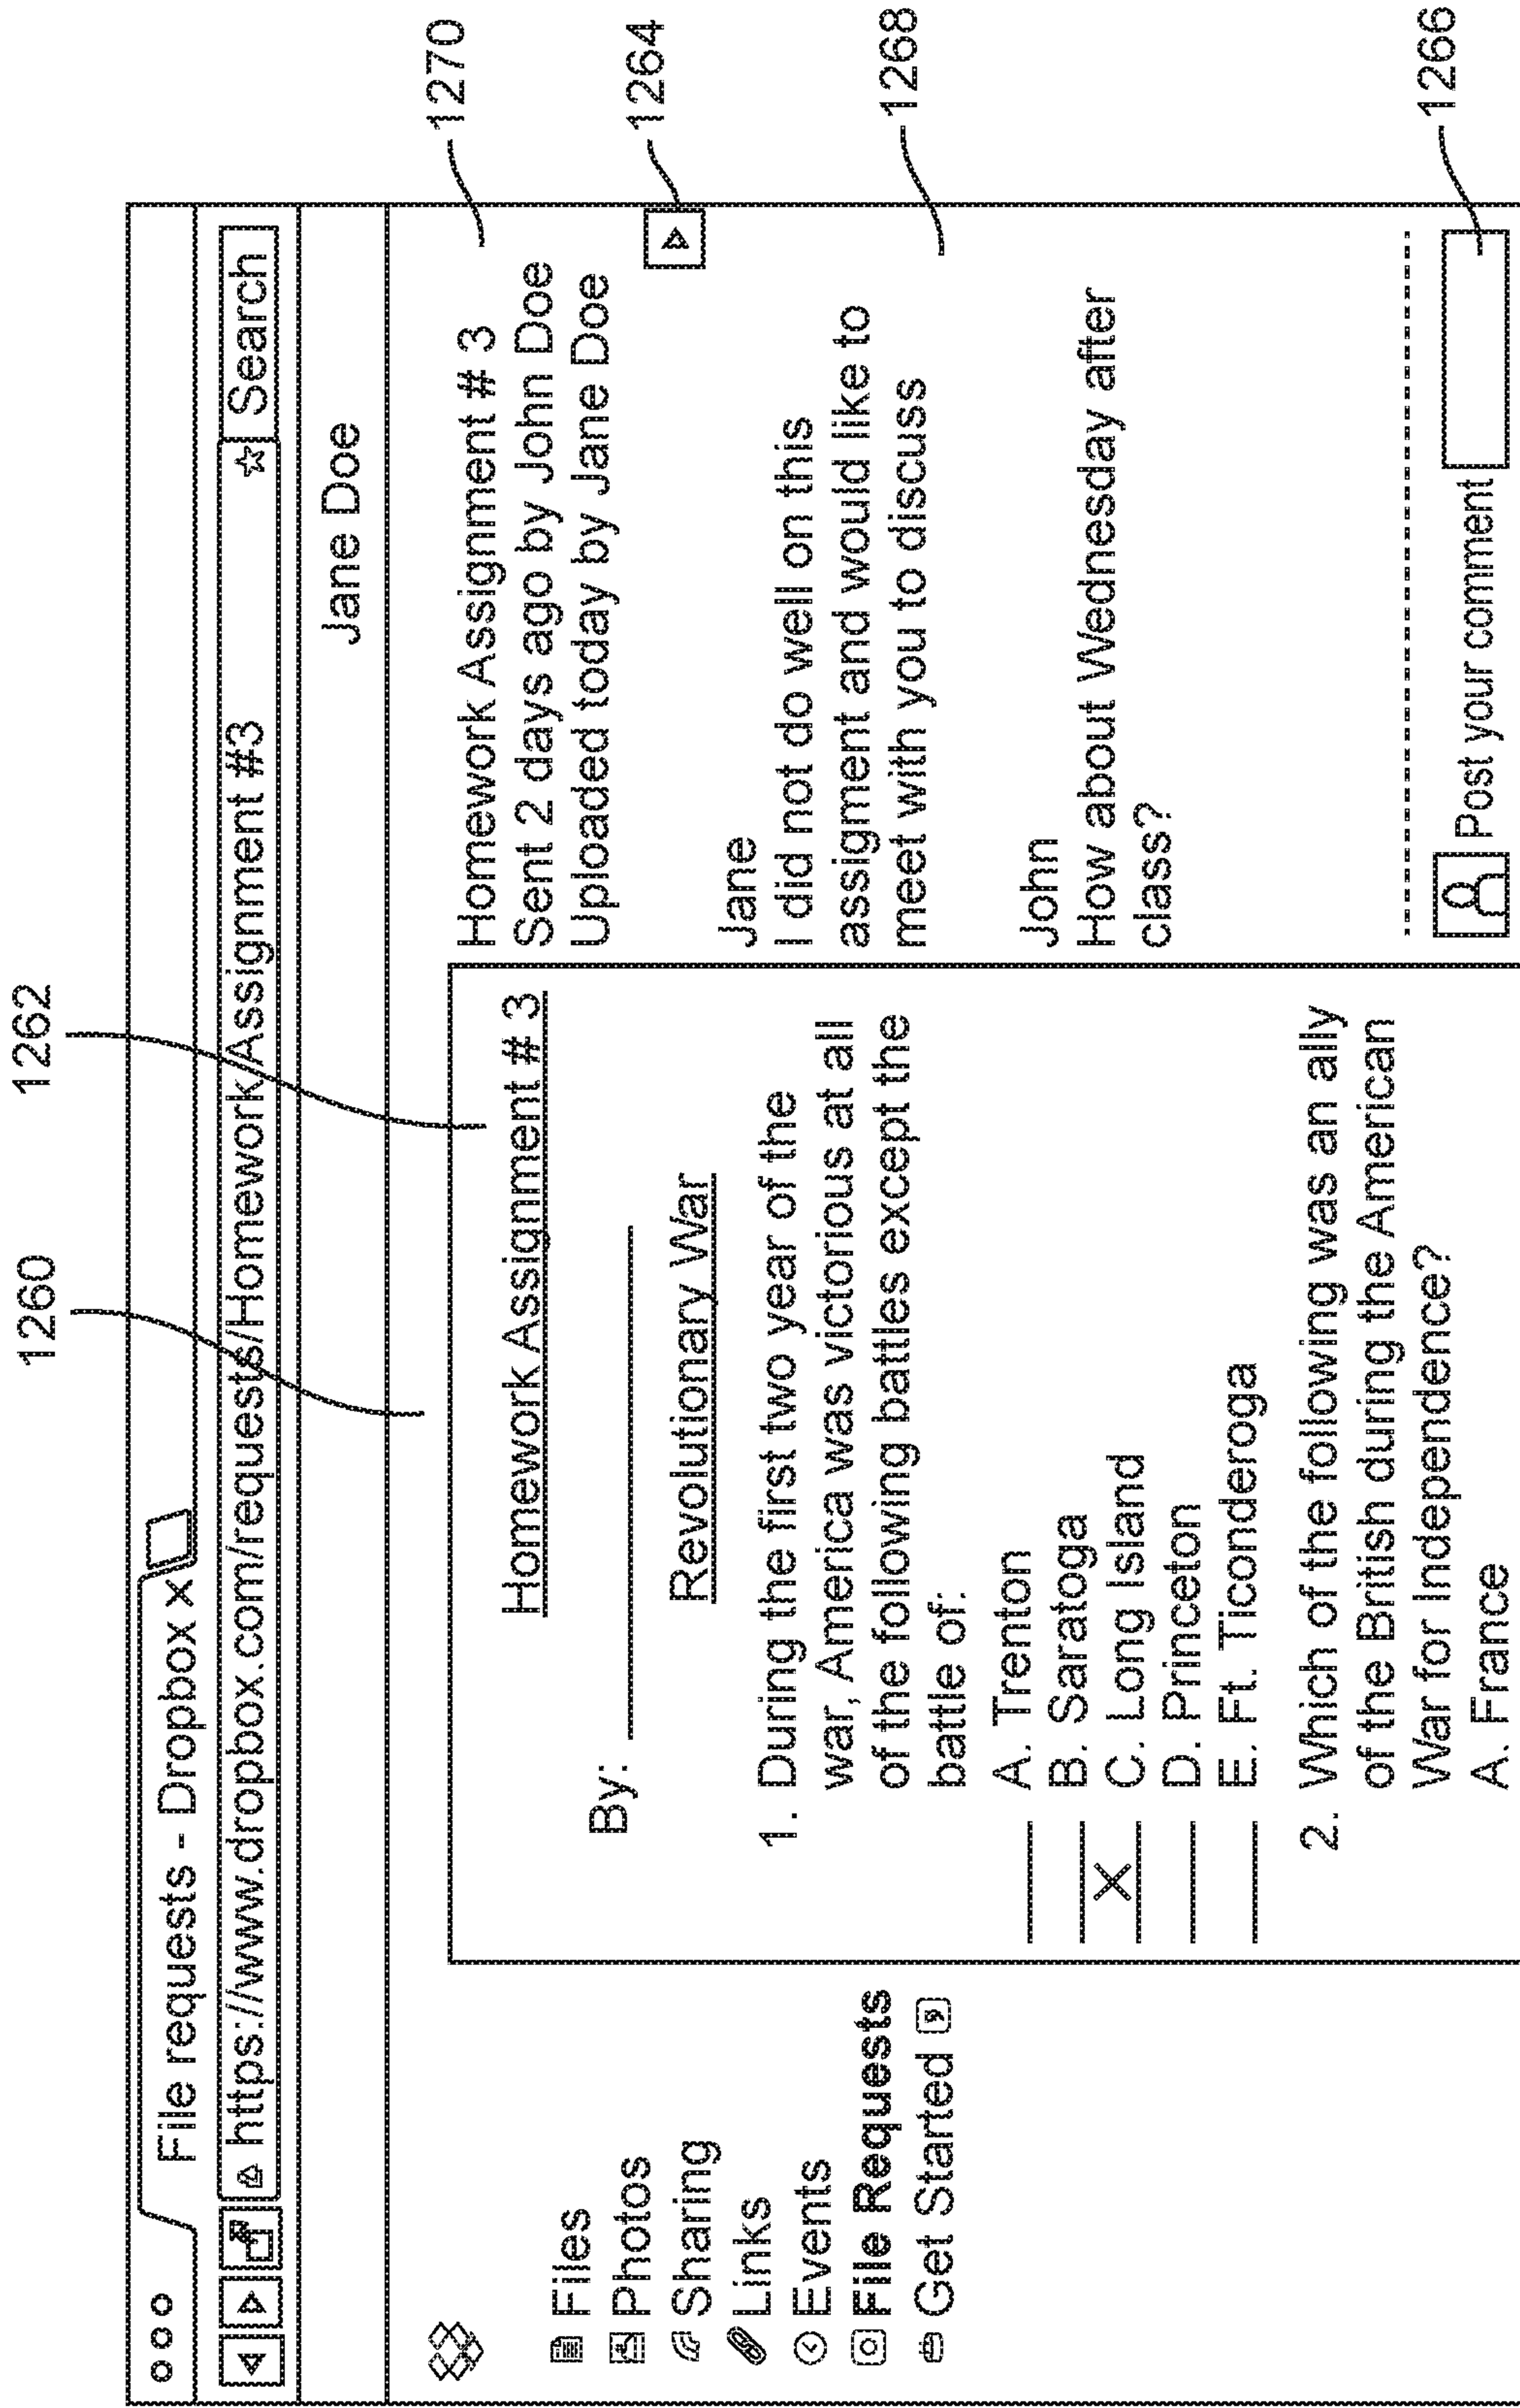 1260
1262
File requests - Dropbox x
https://www.dropbox.com/requests/Homework/Assignment #3
Search
Jane Doe
Files
Photos
Sharing
Links
Events
File Requests
Get Started
Homework Assignment # 3
By:
Revolutionary War
1. During the first two year of the
war, America was victorious at all
of the following battles except the
battle of:
A. Trenton
B. Saratoga
X C. Long Island
D. Princeton
E. Ft. Ticonderoga
2. Which of the following was an ally
of the British during the American
War for Independence?
A. France
Homework Assignment # 3
Sent 2 days ago by John Doe
Uploaded today by Jane Doe
Jane
I did not do well on this
assigment and would like to
meet with you to discuss
John
How about Wednesday after
class?
Post your comment
1270
1264
1268
1266